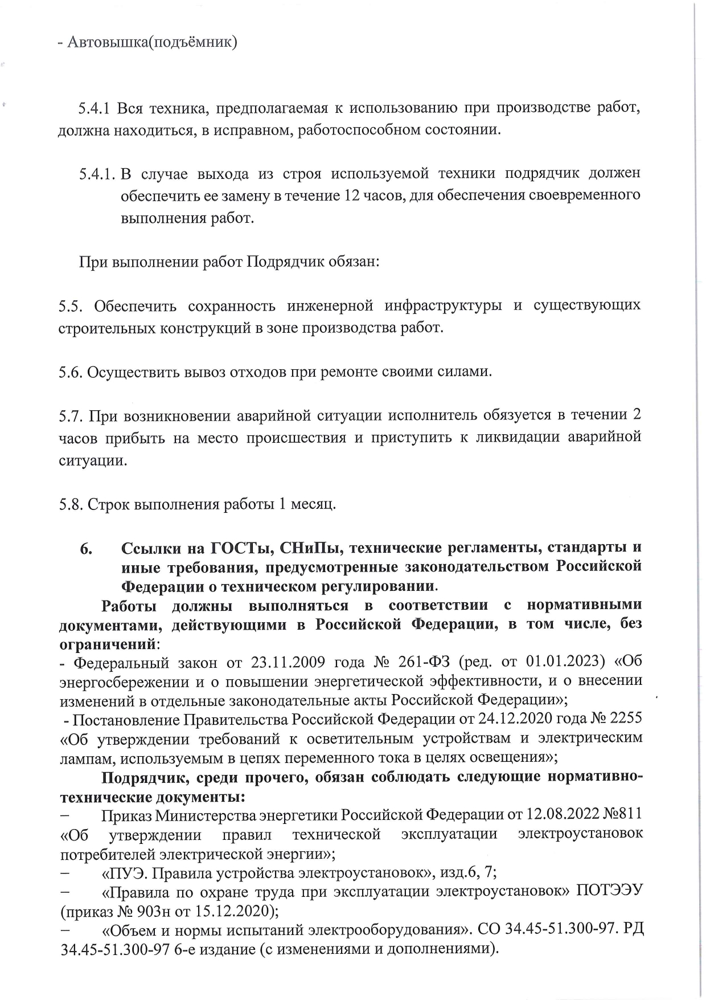 - Автовышка(подъёмник)
5.4.1 Вся техника, предполагаемая к использованию при производстве работ,
должна находиться, в исправном, работоспособном состоянии.
5.4.1. В случае выхода из строя используемой техники подрядчик должен
обеспечить ее замену в течение 12 часов, для обеспечения своевременного
выполнения работ.
При выполнении работ Подрядчик обязан:
5.5. Обеспечить сохранность инженерной инфраструктуры и существующих
строительных конструкций в зоне производства работ.
5.6. Осуществить вывоз отходов при ремонте своими силами.
5.7. При возникновении аварийной ситуации исполнитель обязуется в течении 2
часов прибыть на место происшествия и приступить к ликвидации аварийной
ситуации.
5.8. Строк выполнения работы 1 месяц.
6. Ссылки на ГОСТы, СНиПы, технические регламенты, стандарты и
иные требования, предусмотренные законодательством Российской
Федерации о техническом регулировании.
Работы должны выполняться в соответствии с нормативными
документами, действующими в Российской Федерации, в том числе, без
ограничений:
- Федеральный закон от 23.11.2009 года № 261-ФЗ (ред. от 01.01.2023) «Об
энергосбережении и о повышении энергетической эффективности, и о внесении
изменений в отдельные законодательные акты Российской Федерации»;
- Постановление Правительства Российской Федерации от 24.12.2020 года № 2255
«Об утверждении требований к осветительным устройствам и электрическим
лампам, используемым в цепях переменного тока в целях освещения»;
Подрядчик, среди прочего, обязан соблюдать следующие нормативно-
технические документы:
− Приказ Министерства энергетики Российской Федерации от 12.08.2022 №811
«Об утверждении правил технической эксплуатации электроустановок
потребителей электрической энергии»;
− «ПУЭ. Правила устройства электроустановок», изд.6, 7;
− «Правила по охране труда при эксплуатации электроустановок» ПОТЭЭУ
(приказ № 903н от 15.12.2020);
− «Объем и нормы испытаний электрооборудования». СО 34.45-51.300-97. РД
34.45-51.300-97 6-е издание (с изменениями и дополнениями).